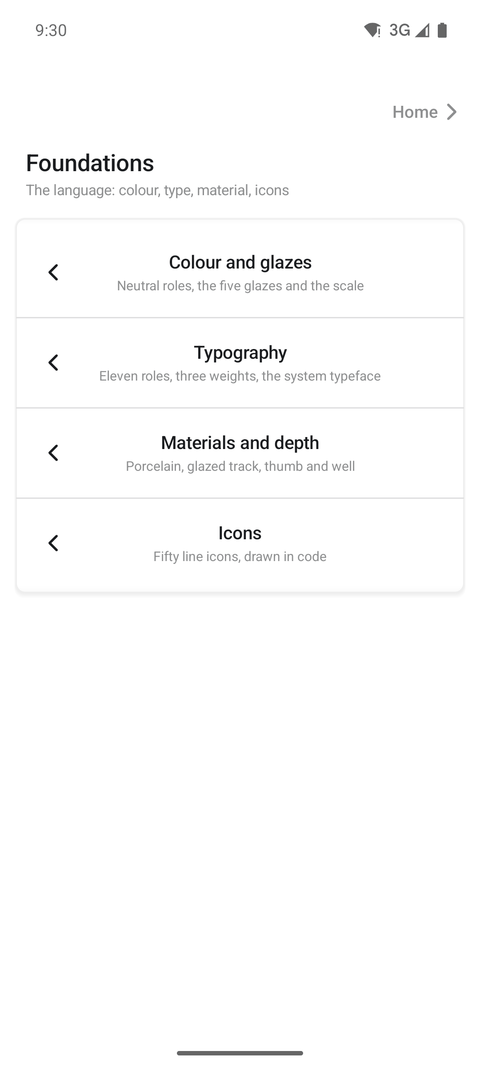 9:30
3G
Home
Foundations
The language: colour, type, material, icons
Colour and glazes
Neutral roles, the five glazes and the scale
Typography
Eleven roles, three weights, the system typeface
Materials and depth
Porcelain, glazed track, thumb and well
Icons
Fifty line icons, drawn in code